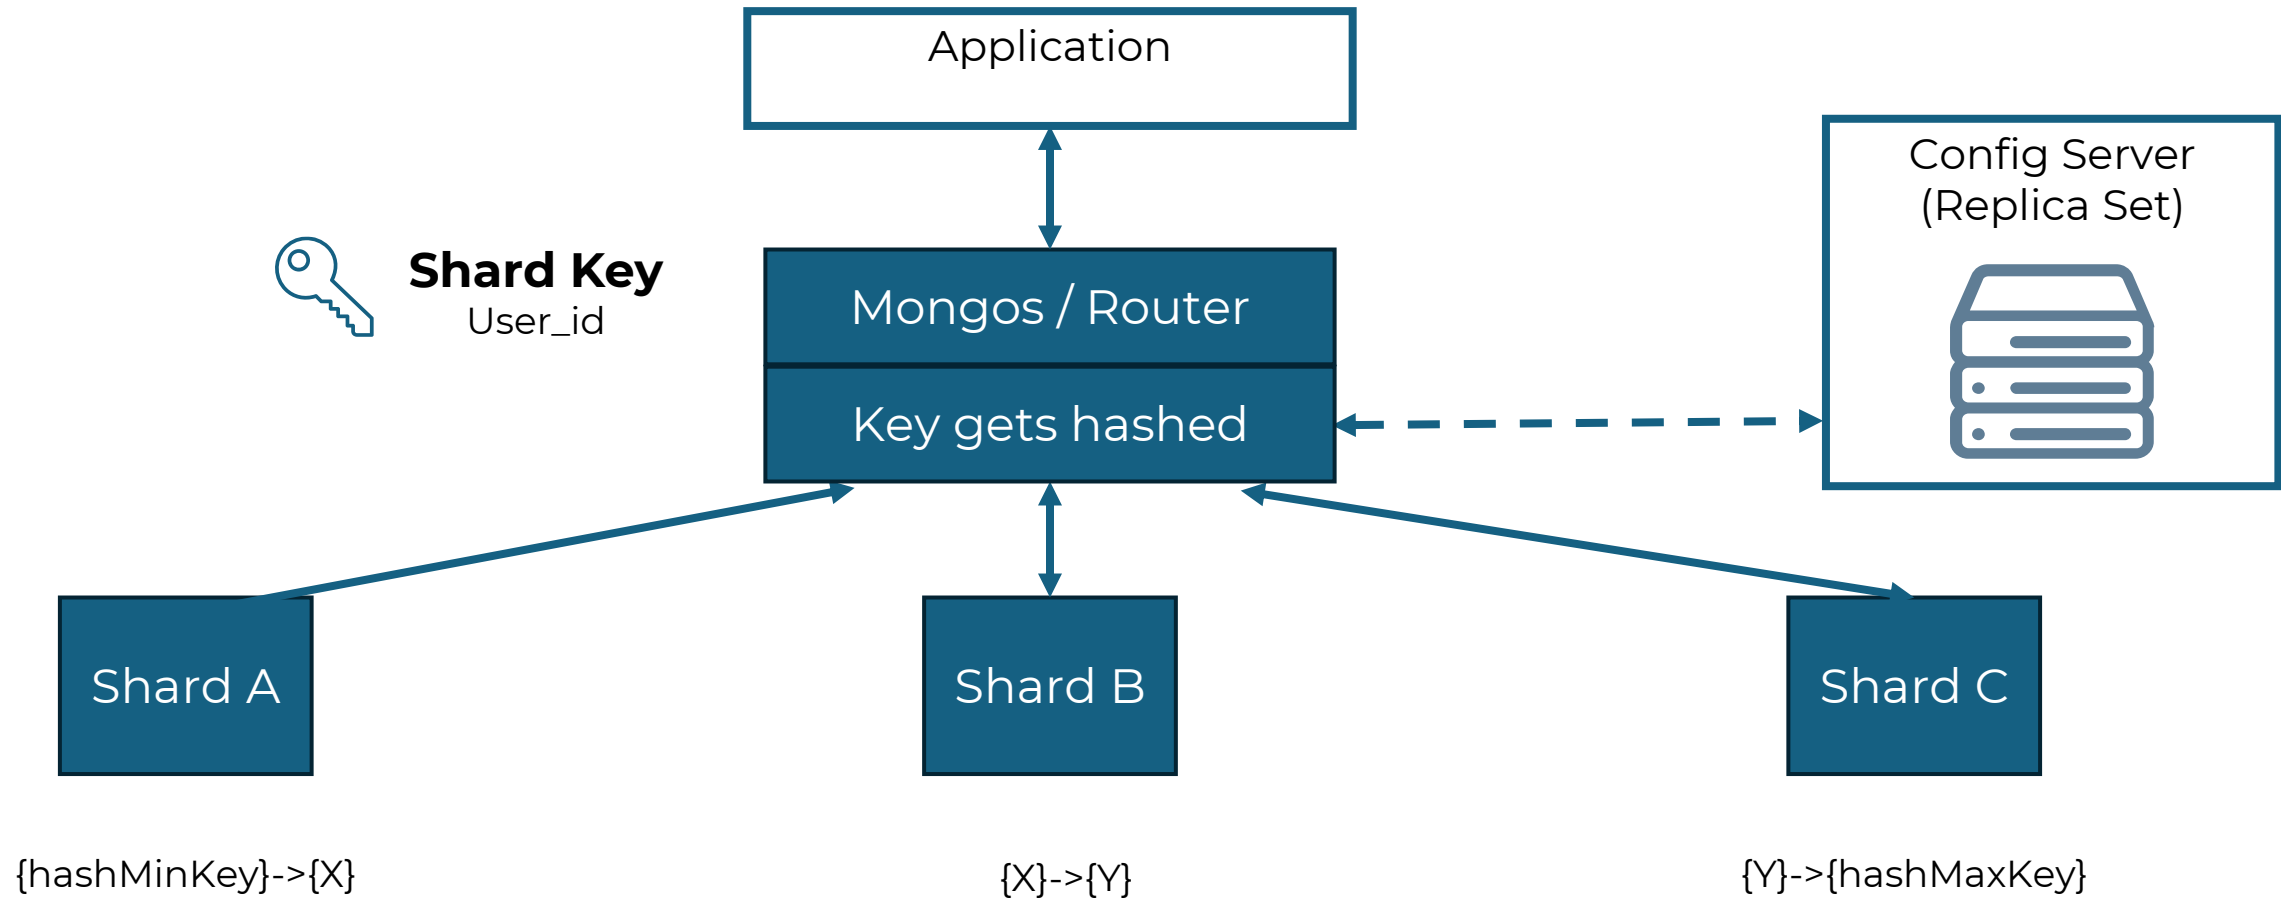 Application
Config Server
(Replica Set)
Shard Key
User_id
Mongos / Router
Key gets hashed
Shard A
Shard B
Shard C
{hashMinKey}->{X}
{X}->{Y}
{Y}->{hashMaxKey}